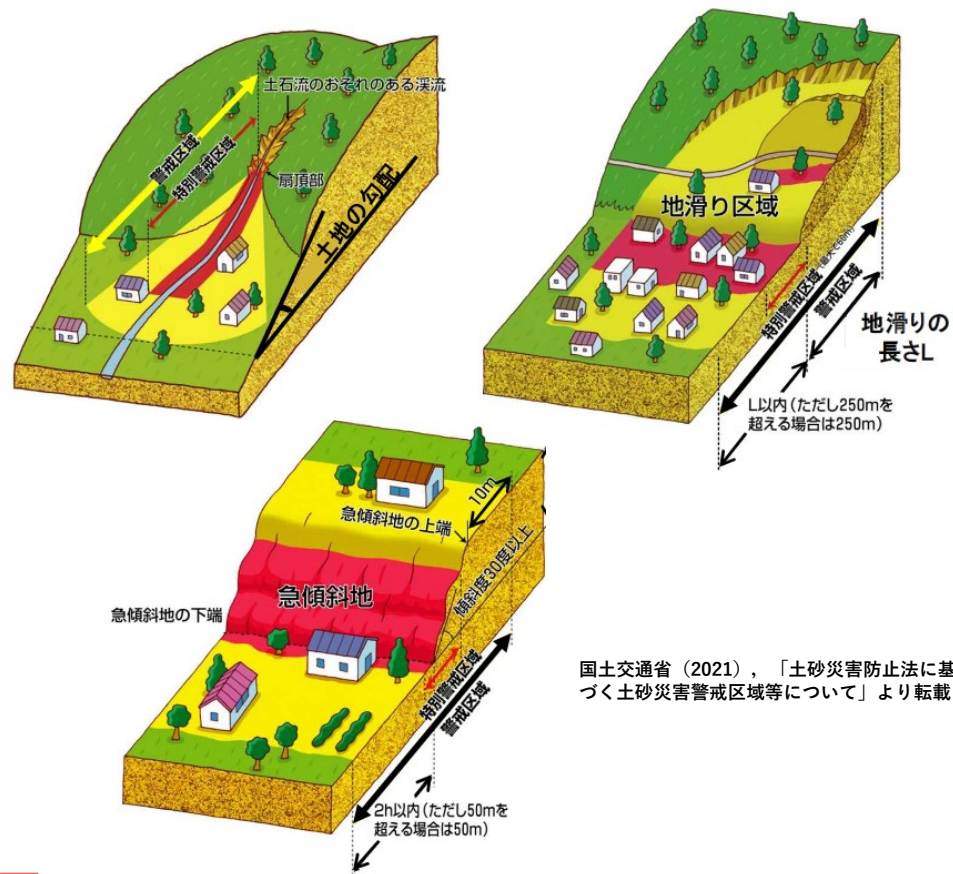 土石流のおそれのある渓流
警戒区域
特別警戒区域
扇頂部
土地の勾配
地滑り区域
特別警戒区域(最大で60m)
警戒区域
地滑りの
長さL
L以内(ただし250mを
超える場合は250m)
10m
急傾斜地の上端
傾斜度30度以上
急傾斜地
急傾斜地の下端
特別警戒区域
警戒区域
2h以内(ただし50mを
超える場合は50m)
国土交通省(2021),「土砂災害防止法に基
づく土砂災害警戒区域等について」より転載